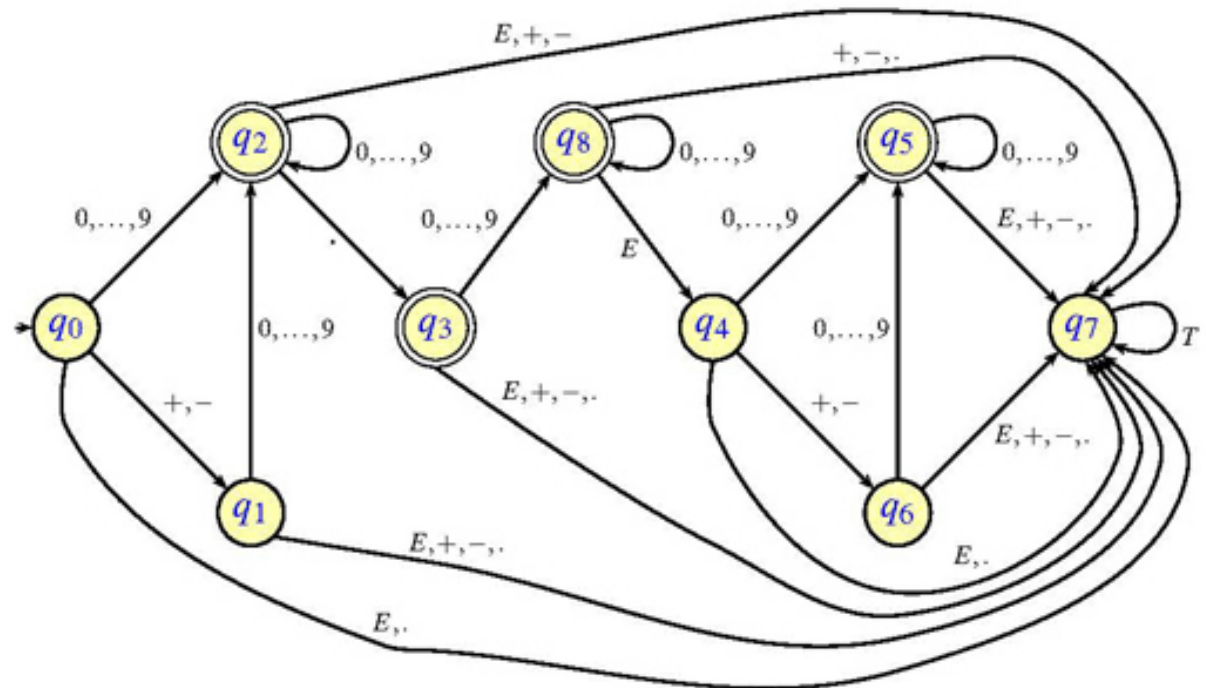 E,+,−
+,−,.
q2
0,…,9
q8
0,…,9
q5
0,…,9
0,…,9
.
0,…,9
E
0,…,9
E,+,−,.
q0
0,…,9
q3
q4
0,…,9
q7
T
+,−
E,+,−,.
+,−
E,+,−,.
q1
q6
E,+,−,.
E,.
E,.